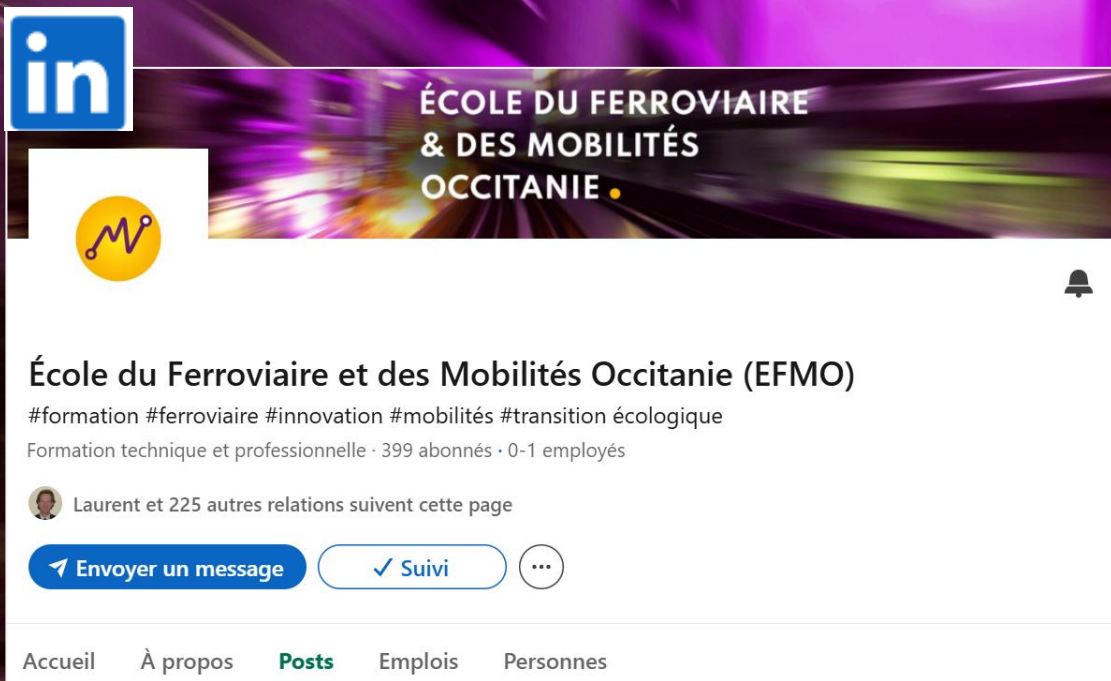 in
ÉCOLE DU FERROVIAIRE
& DES MOBILITÉS
OCCITANIE.
École du Ferroviaire et des Mobilités Occitanie (EFMO)
#formation #ferroviaire #innovation #mobilités #transition écologique
Formation technique et professionnelle · 399 abonnés · 0-1 employés
Laurent et 225 autres relations suivent cette page
Envoyer un message ✓ Suivi ...
Accueil À propos Posts Emplois Personnes